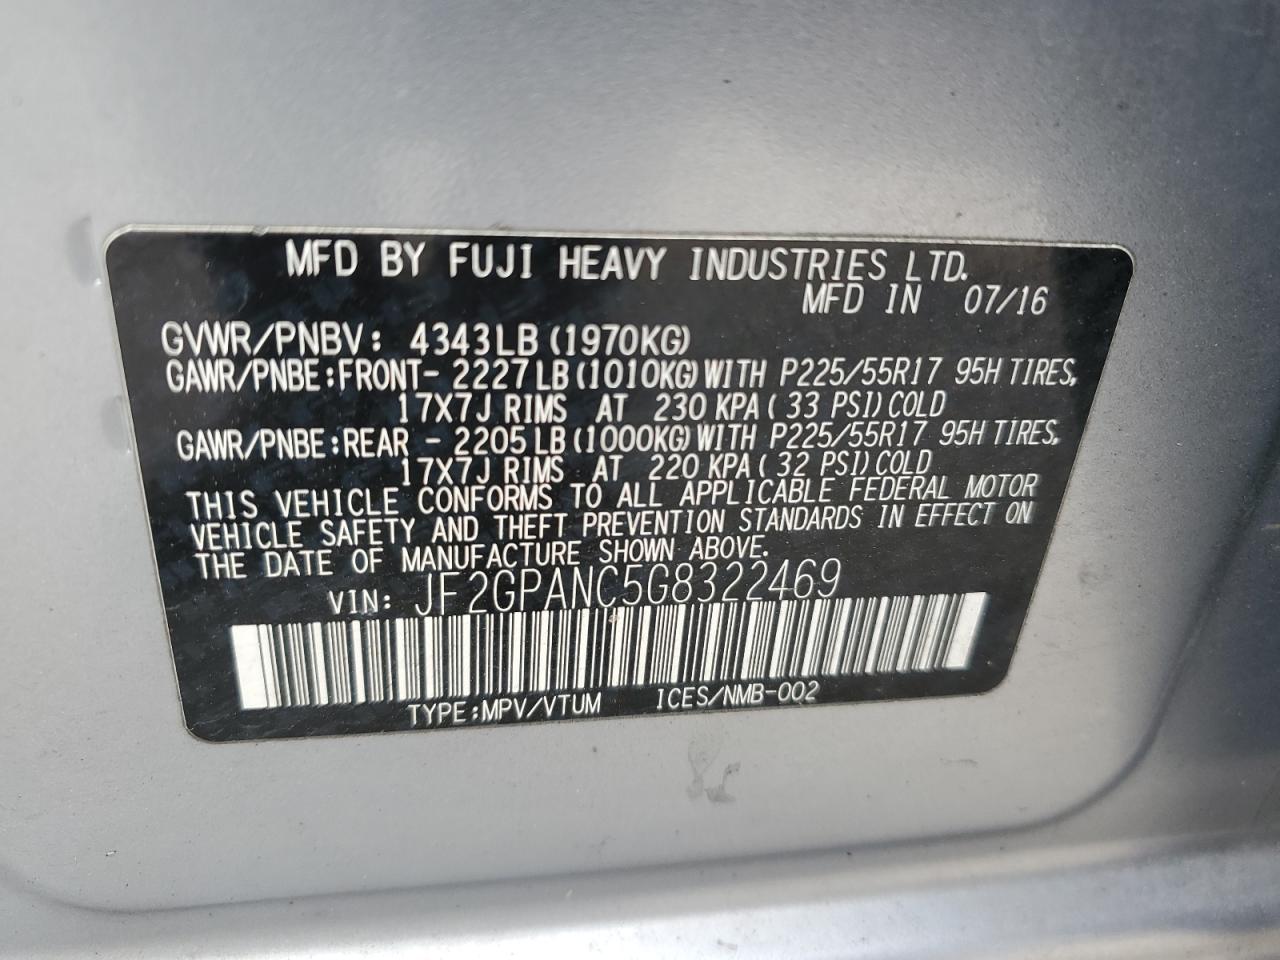 MFD BY FUJI HEAVY INDUSTRIES LTD.
MFD IN 07/16
GVWR/PNBV: 4343LB (1970KG)
GAWR/PNBE:FRONT- 2227LB(1010KG)WITH P225/55R17 95H TIRES,
17X7J RIMS AT 230 KPA( 33 PSI)COLD
GAWR/PNBE:REAR - 2205LB(1000KG)WITH P225/55R17 95H TIRES,
17X7J RIMS AT 220 KPA( 32 PSI)COLD
THIS VEHICLE CONFORMS TO ALL APPLICABLE FEDERAL MOTOR
VEHICLE SAFETY AND THEFT PREVENTION STANDARDS IN EFFECT ON
THE DATE OF MANUFACTURE SHOWN ABOVE.
VIN: JF2GPANC5G8322469
TYPE:MPV/VTUM ICES/NMB-002